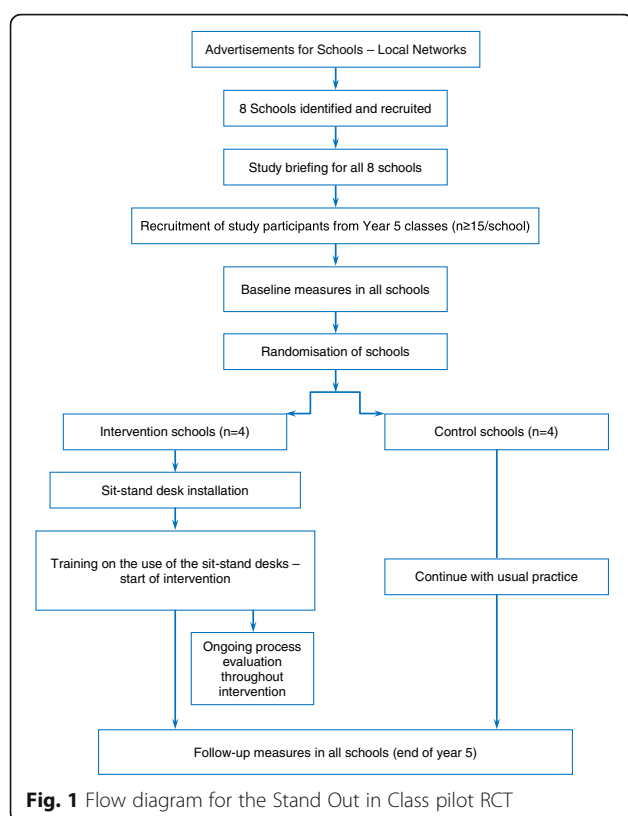 Advertisements for Schools – Local Networks
8 Schools identified and recruited
Study briefing for all 8 schools
Recruitment of study participants from Year 5 classes (n≥15/school)
Baseline measures in all schools
Randomisation of schools
Intervention schools (n=4)
Control schools (n=4)
Sit-stand desk installation
Training on the use of the sit-stand desks –
start of intervention
Continue with usual practice
Ongoing process
evaluation
throughout
intervention
Follow-up measures in all schools (end of year 5)
Fig. 1 Flow diagram for the Stand Out in Class pilot RCT